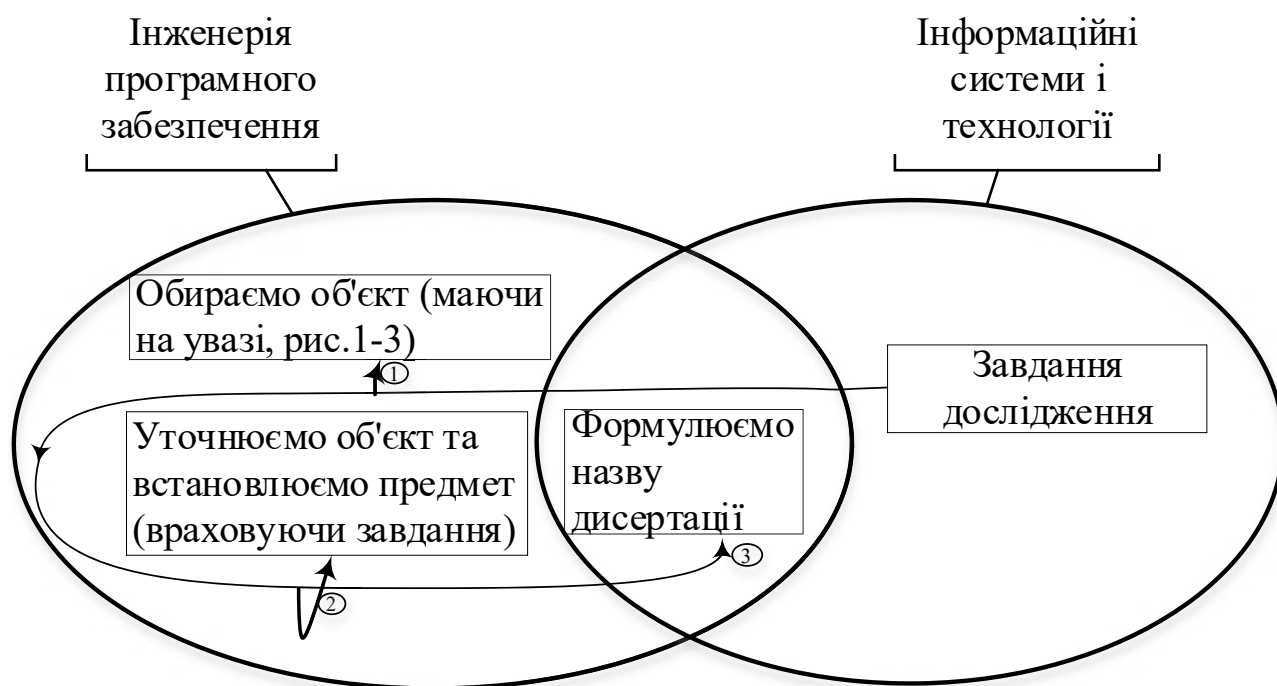 Інженерія
програмного
забезпечення
Інформаційні
системи і
технології
Обираємо об'єкт (маючи
на увазі, рис.1-3)
1
Завдання
дослідження
Уточнюємо об'єкт та
встановлюємо предмет
(враховуючи завдання)
2
Формулюємо
назву
дисертації
3